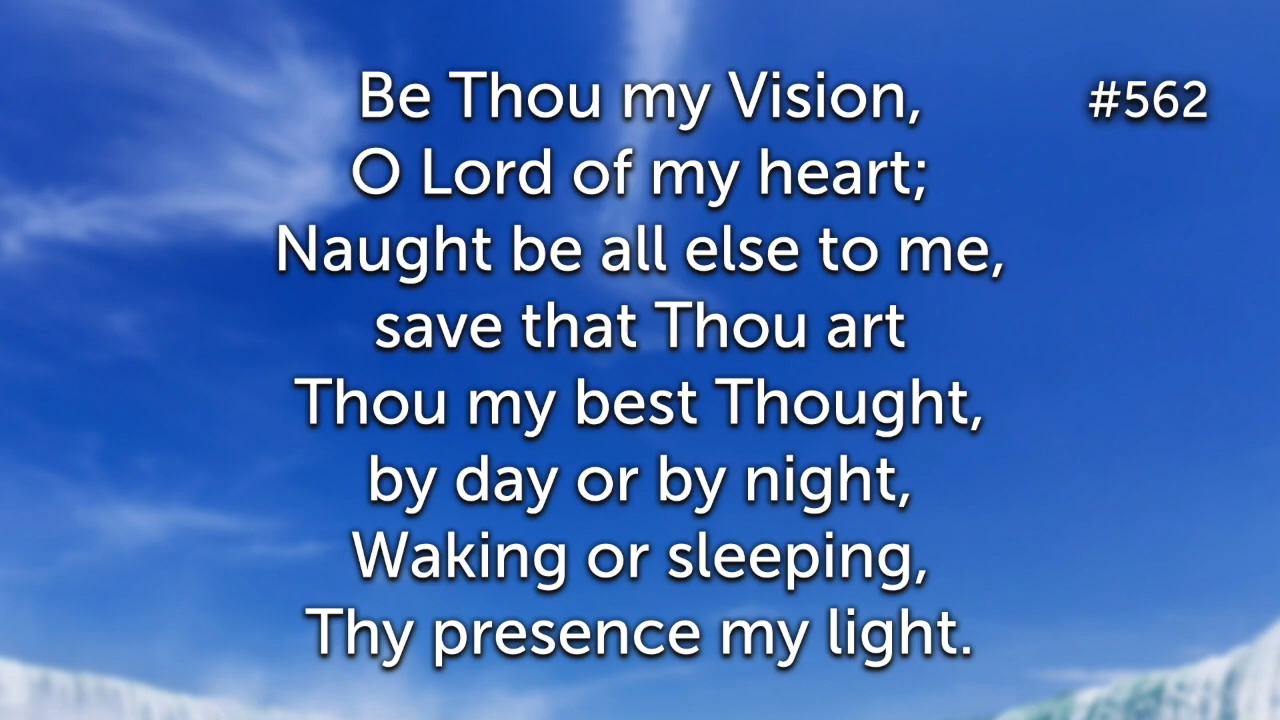 Be Thou my Vision,
#562
O Lord of my heart;
Naught be all else to me,
save that Thou art
Thou my best Thought,
by day or by night,
Waking or sleeping,
Thy presence my light.